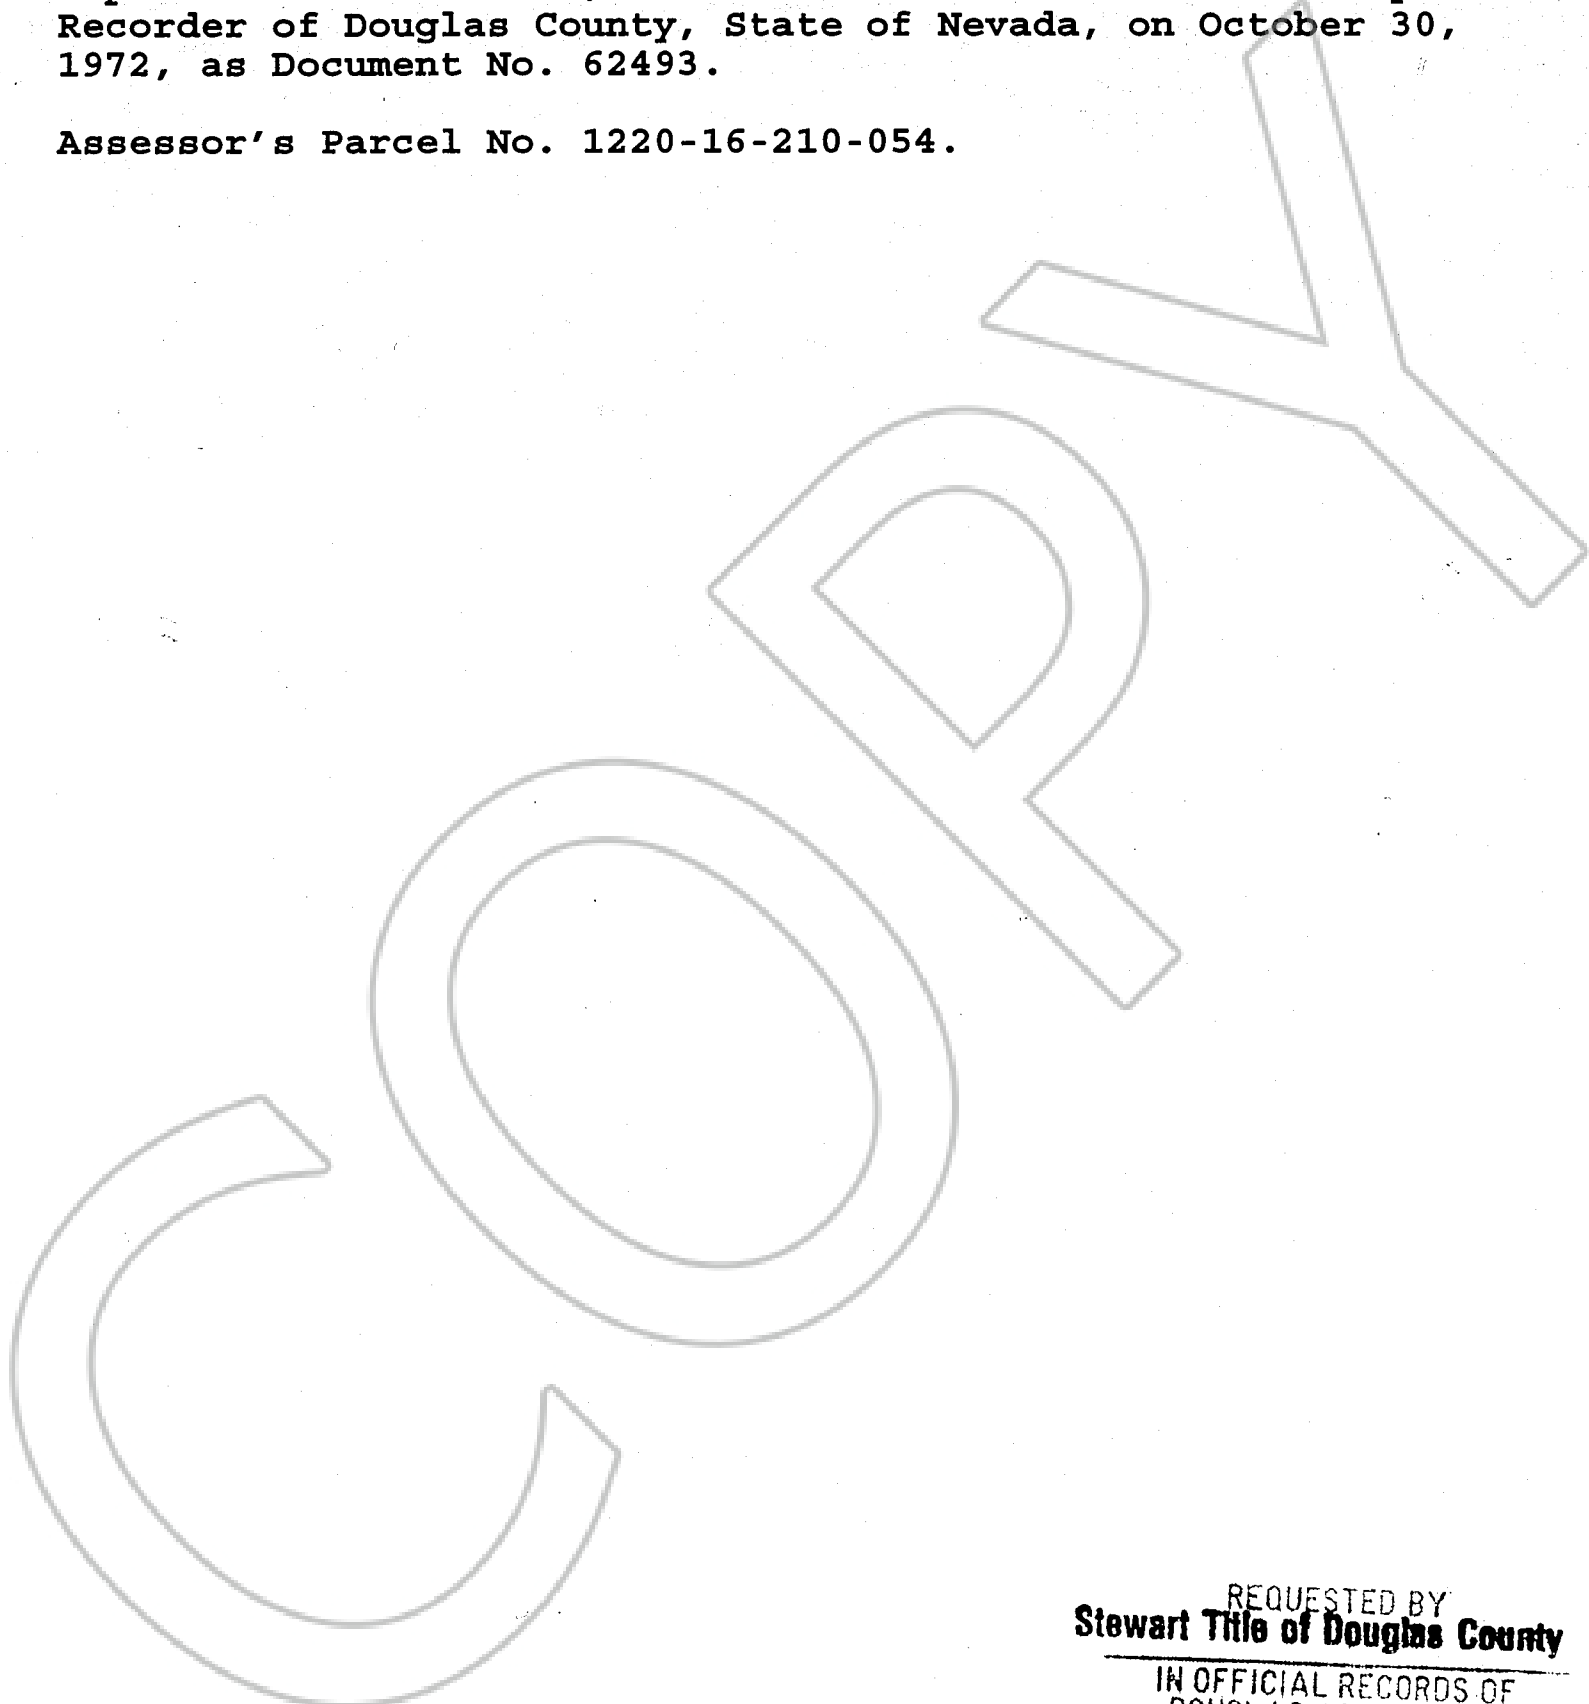 Recorder of Douglas County, State of Nevada, on October 30,
1972, as Document No. 62493.
Assessor's Parcel No. 1220-16-210-054.
COPY
REQUESTED BY
Stewart Title of Douglas County
IN OFFICIAL RECORDS OF